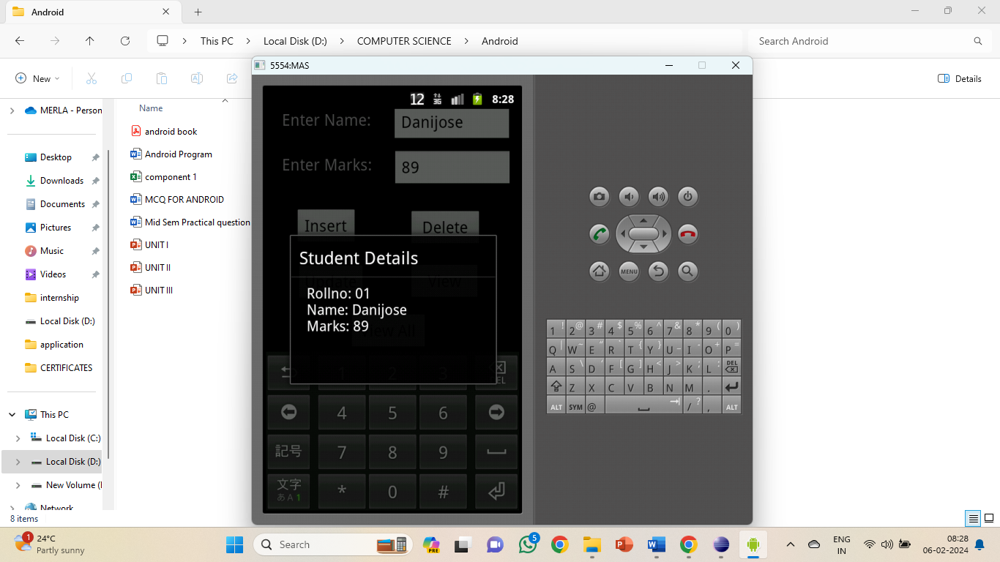 Android
This PC
Local Disk (D:)
COMPUTER SCIENCE
Android
Search Android
New
Details
MERLA - Person
Desktop
Downloads
Documents
Pictures
Music
Videos
internship
Local Disk (D:)
application
CERTIFICATES
This PC
Local Disk (C:)
Local Disk (D:)
New Volume (
Network
Name
android book
Android Program
component 1
MCQ FOR ANDROID
Mid Sem Practical question
UNIT I
UNIT II
UNIT III
8 items
5554:MAS
12 3G 8:28
Enter Name: Danijose
Enter Marks: 89
Insert Delete
Update View
View All
Student Details
Rollno: 01
Name: Danijose
Marks: 89
1 2 3
4 5 6
記号 7 8 9
文字 * 0 #
あ A 1
MENU
1 ! 2 @ 3 # 4 $ 5 % 6 ^ 7 & 8 * 9 ( 0 )
Q | W ~ E " R ` T { Y } U _ I - O + P =
A S \ D ' F [ G ] H < J > K ; L : DEL
Z X C V B N M .
ALT SYM @ / ? , ALT
1
24°C
Partly sunny
Search
PRE
5
ENG
IN
08:28
06-02-2024